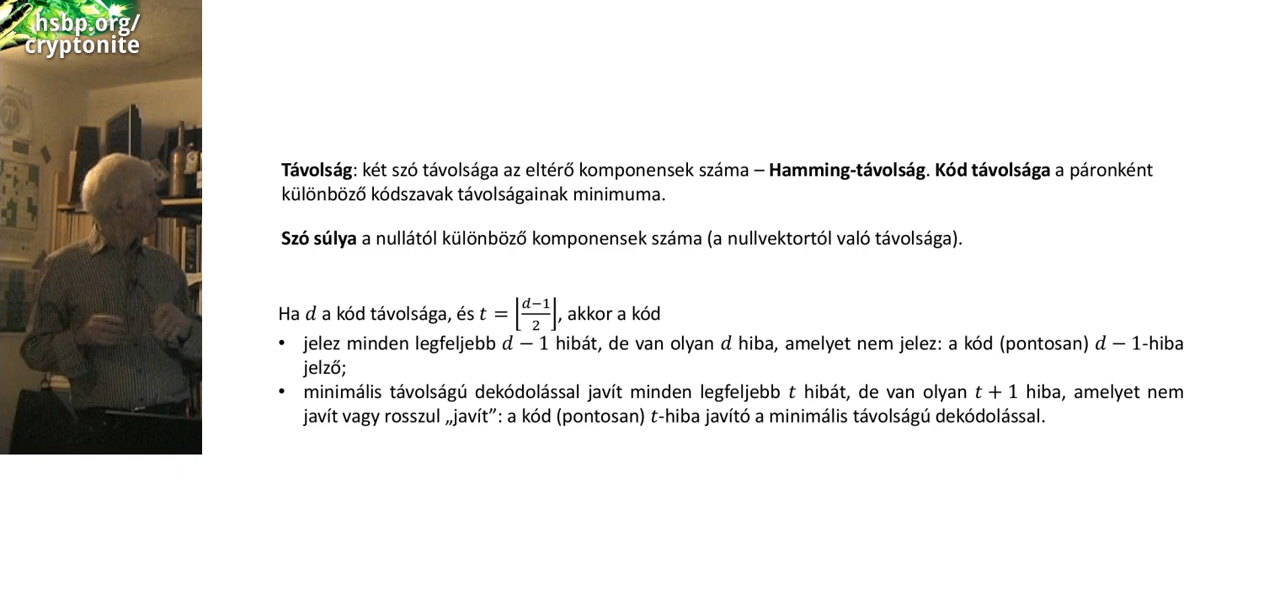 hsbp.org/
cryptonite
Távolság: két szó távolsága az eltérő komponensek száma – Hamming-távolság. Kód távolsága a páronként
különböző kódszavak távolságainak minimuma.
Szó súlya a nullától különböző komponensek száma (a nullvektortól való távolsága).
Ha d a kód távolsága, és t = ⌊(d−1)/2⌋, akkor a kód
• jelez minden legfeljebb d − 1 hibát, de van olyan d hiba, amelyet nem jelez: a kód (pontosan) d − 1-hiba
jelző;
• minimális távolságú dekódolással javít minden legfeljebb t hibát, de van olyan t + 1 hiba, amelyet nem
javít vagy rosszul „javít”: a kód (pontosan) t-hiba javító a minimális távolságú dekódolással.